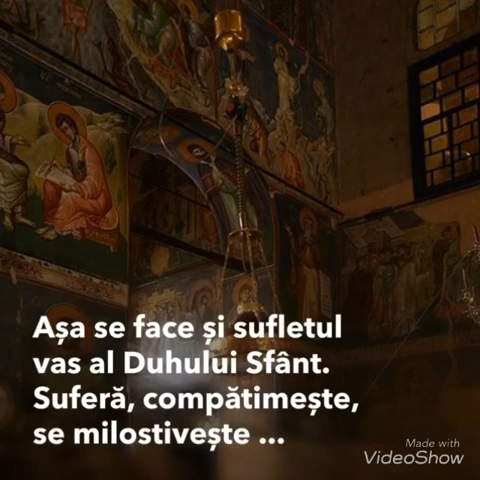 Așa se face și sufletul
vas al Duhului Sfânt.
Suferă, compătimește,
se milostivește ...
Made with
VideoShow